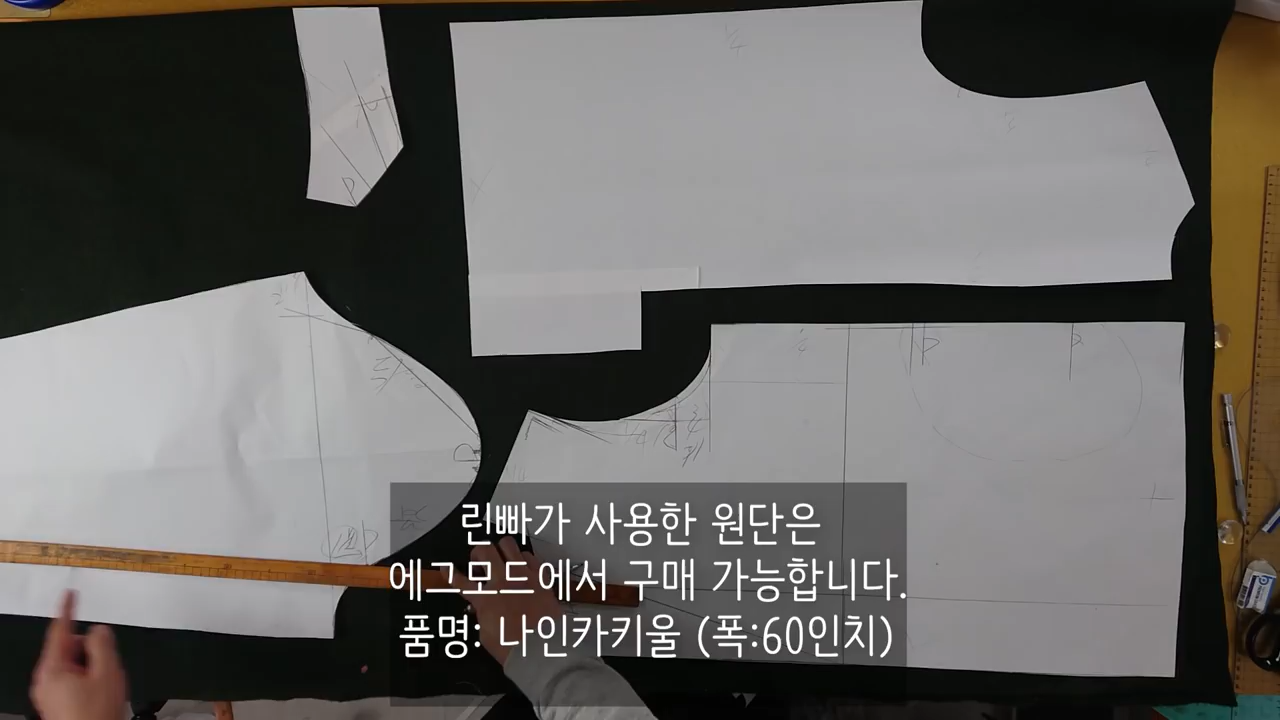 린빠가 사용한 원단은
에그모드에서 구매 가능합니다.
품명: 나인카키울 (폭:60인치)